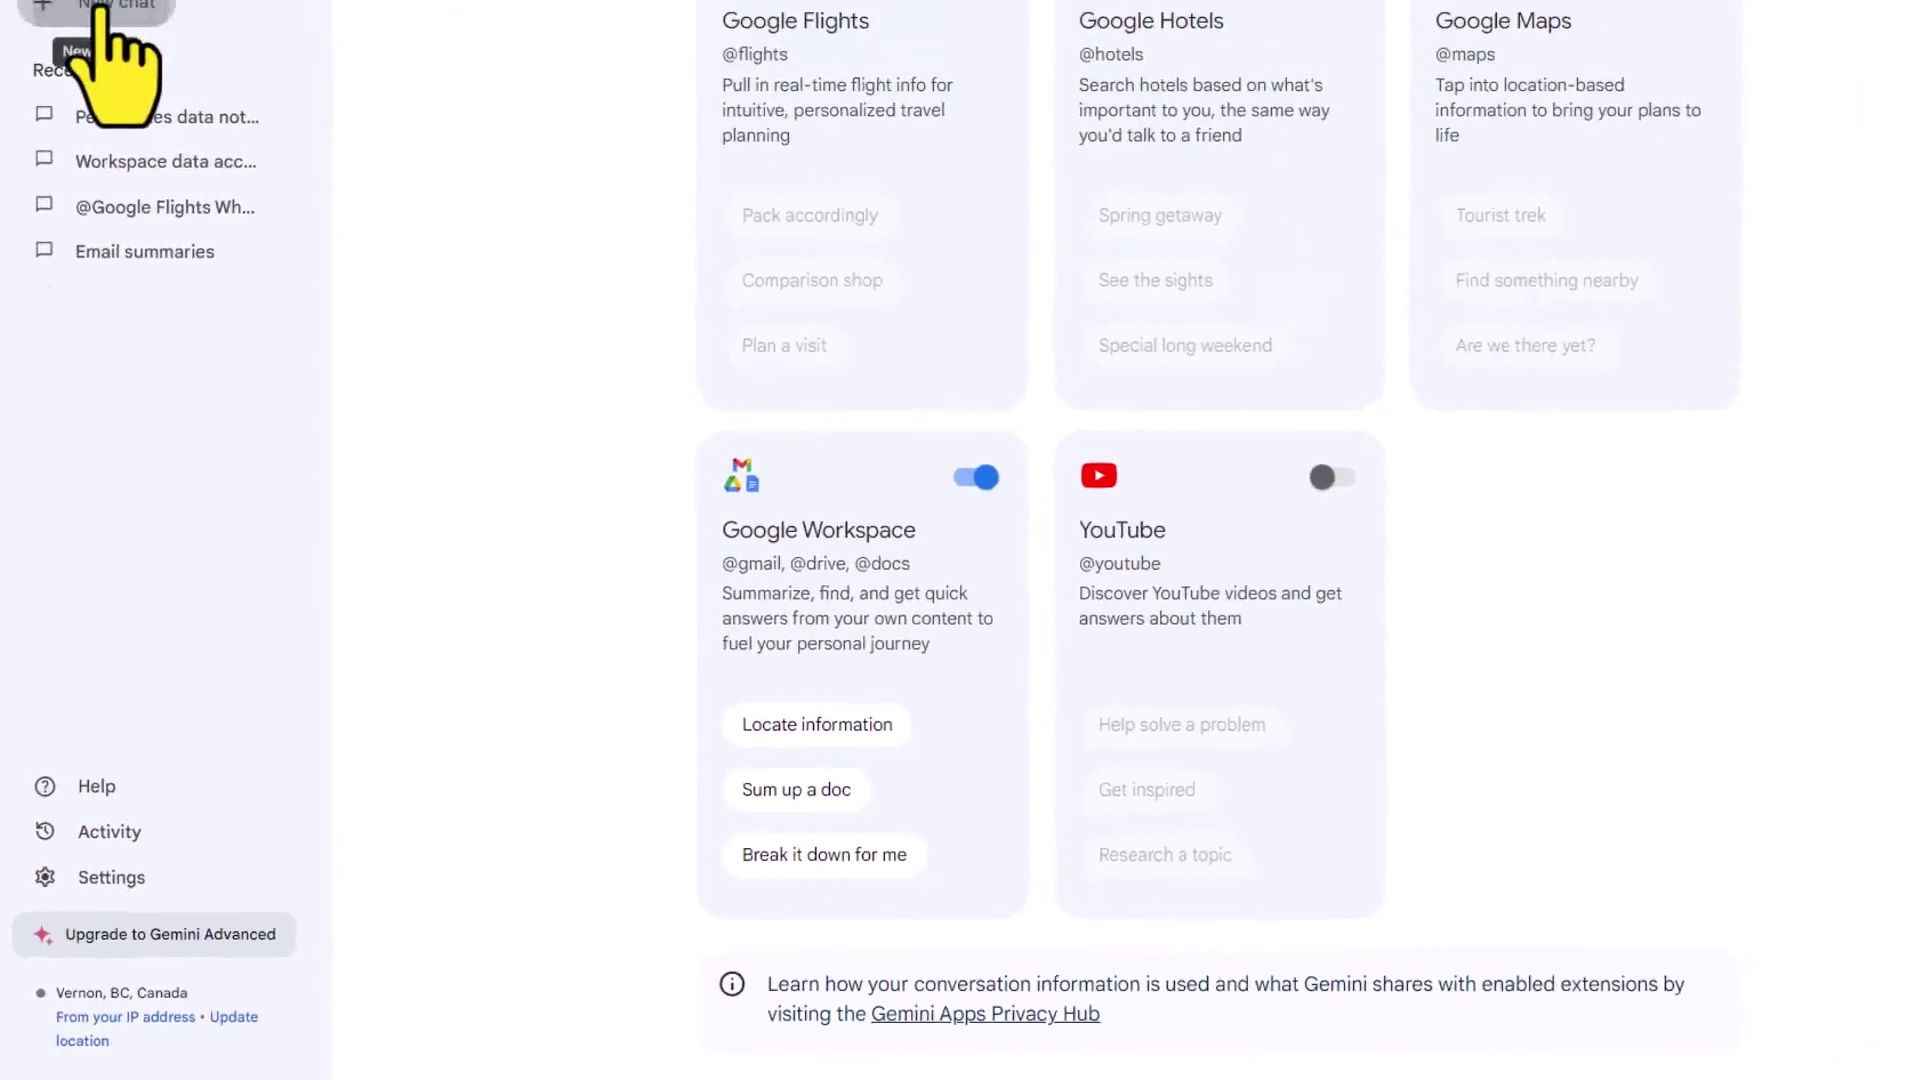 New chat
New
Rece
Pe es data not...
Workspace data acc...
@Google Flights Wh...
Email summaries
Help
Activity
Settings
Upgrade to Gemini Advanced
Vernon, BC, Canada
From your IP address • Update
location
Google Flights
@flights
Pull in real-time flight info for
intuitive, personalized travel
planning
Pack accordingly
Comparison shop
Plan a visit
Google Hotels
@hotels
Search hotels based on what's
important to you, the same way
you'd talk to a friend
Spring getaway
See the sights
Special long weekend
Google Maps
@maps
Tap into location-based
information to bring your plans to
life
Tourist trek
Find something nearby
Are we there yet?
Google Workspace
@gmail, @drive, @docs
Summarize, find, and get quick
answers from your own content to
fuel your personal journey
Locate information
Sum up a doc
Break it down for me
YouTube
@youtube
Discover YouTube videos and get
answers about them
Help solve a problem
Get inspired
Research a topic
Learn how your conversation information is used and what Gemini shares with enabled extensions by
visiting the Gemini Apps Privacy Hub